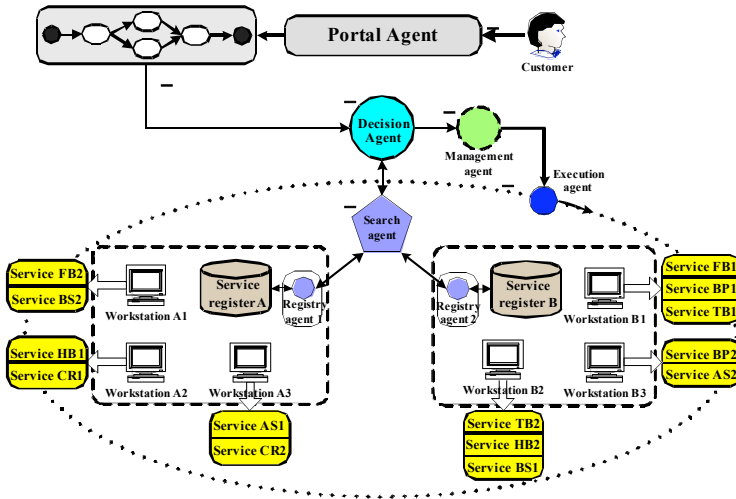 Portal Agent
Customer
Decision
Agent
Management
agent
Execution
agent
Search
agent
Service FB2
Service BS2
Workstation A1
Service
register A
Registry
agent 1
Registry
agent 2
Service
register B
Workstation B1
Service FB1
Service BP1
Service TB1
Service HB1
Service CR1
Workstation A2
Workstation A3
Workstation B2
Workstation B3
Service BP2
Service AS2
Service AS1
Service CR2
Service TB2
Service HB2
Service BS1